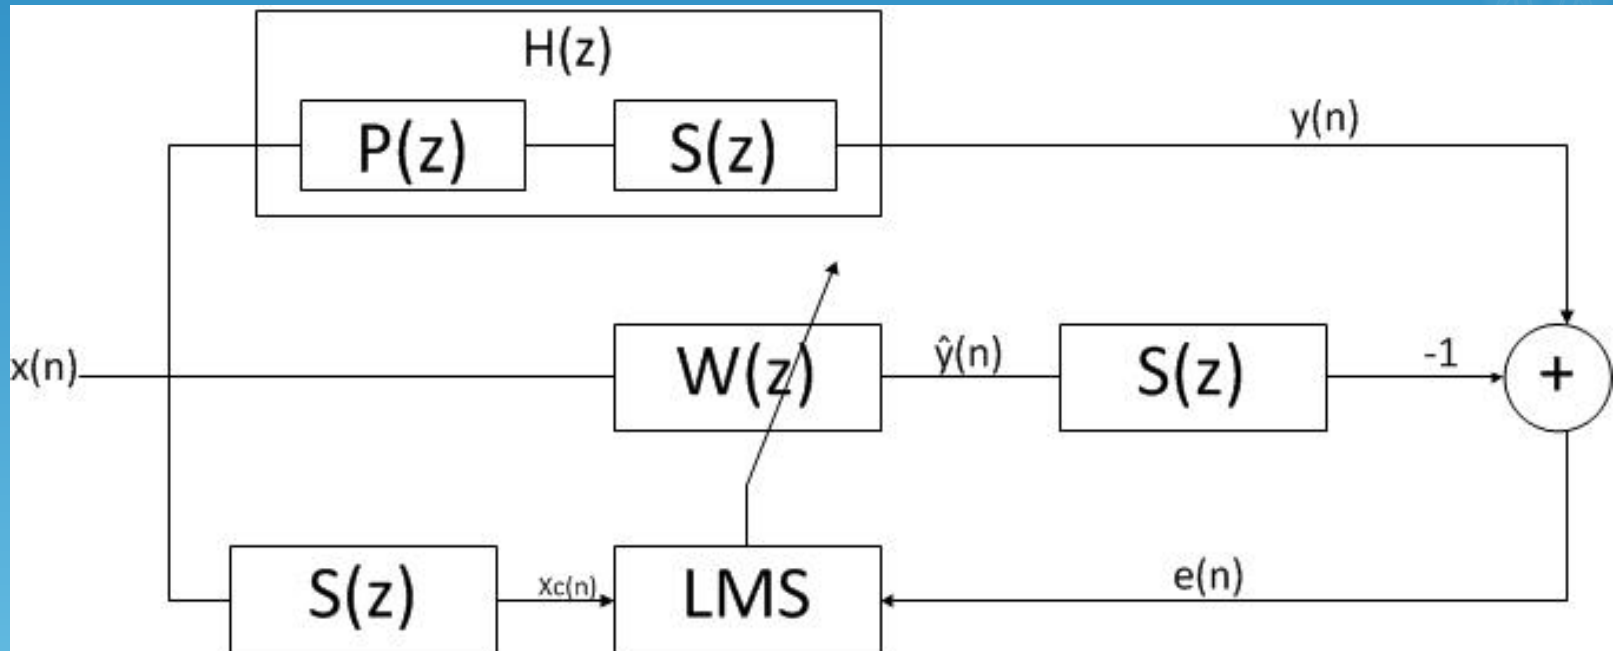 H(z)
P(z)
S(z)
y(n)
x(n)
W(z)
ŷ(n)
S(z)
-1
+
S(z)
Xc(n)
LMS
e(n)